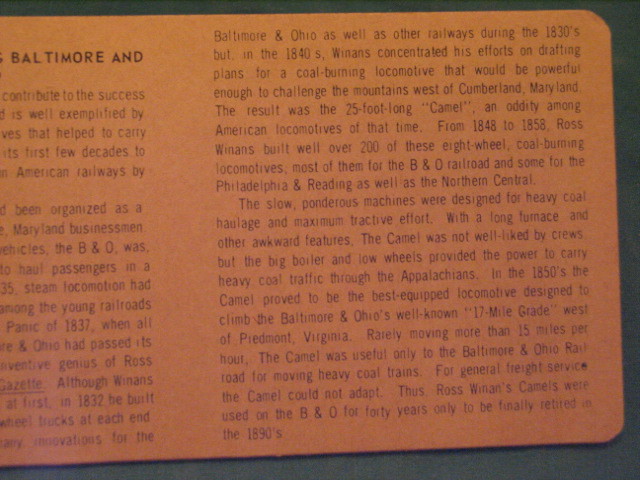 BALTIMORE AND
contribute to the success
d is well exemplified by
ves that helped to carry
its first few decades to
n American railways by
d been organized as a
e, Maryland businessmen.
vehicles, the B & O, was,
to haul passengers in a
35, steam locomotion had
among the young railroads
Panic of 1837, when all
re & Ohio had passed its
nventive genius of Ross
Gazette. Although Winans
at first, in 1832 be built
wheel trucks at each end
many innovations for the
Baltimore & Ohio as well as other railways during the 1830's
but, in the 1840's, Winans concentrated his efforts on drafting
plans for a coal-burning locomotive that would be powerful
enough to challenge the mountains west of Cumberland, Maryland.
The result was the 25-foot-long "Camel", an oddity among
American locomotives of that time. From 1848 to 1858, Ross
Winans built well over 200 of these eight-wheel, coal-burning
locomotives, most of them for the B & O railroad and some for the
Philadelphia & Reading as well as the Northern Central.
The slow, ponderous machines were designed for heavy coal
haulage and maximum tractive effort. With a long furnace and
other awkward features, The Camel was not well-liked by crews,
but the big boiler and low wheels provided the power to carry
heavy coal traffic through the Appalachians. In the 1850's the
Camel proved to be the best-equipped locomotive designed to
climb the Baltimore & Ohio's well-known "17-Mile Grade" west
of Piedmont, Virginia. Rarely moving more than 15 miles per
hour, The Camel was useful only to the Baltimore & Ohio Rail
road for moving heavy coal trains. For general freight service
the Camel could not adapt. Thus, Ross Winan's Camels were
used on the B & O for forty years only to be finally retired in
the 1890's